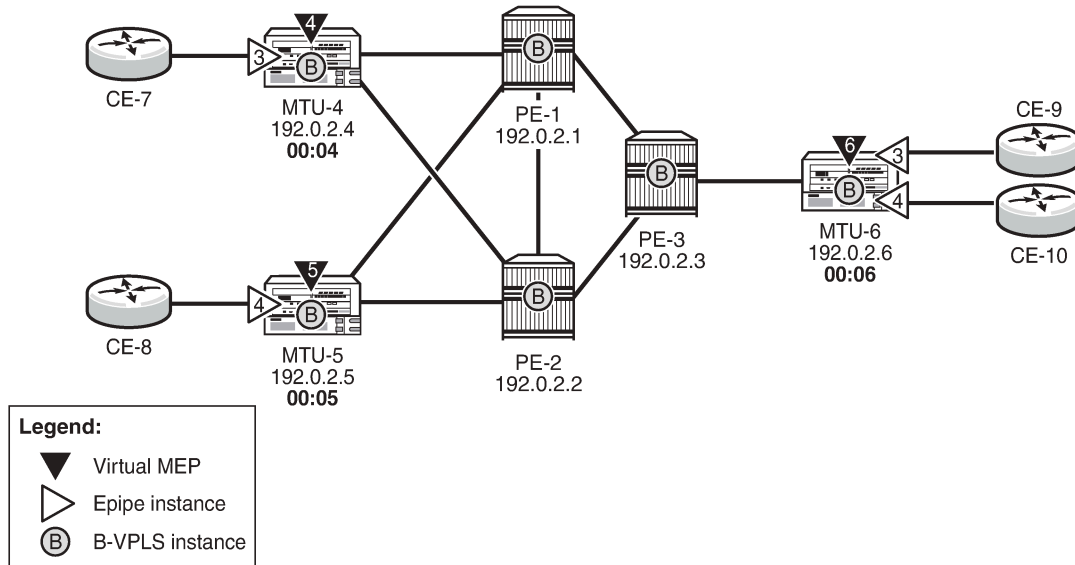 4
3
B
CE-7
MTU-4
192.0.2.4
00:04
B
PE-1
192.0.2.1
B
PE-3
192.0.2.3
6
3
4
B
MTU-6
192.0.2.6
00:06
CE-9
CE-10
5
4
B
CE-8
MTU-5
192.0.2.5
00:05
B
PE-2
192.0.2.2
Legend:
Virtual MEP
Epipe instance
B B-VPLS instance